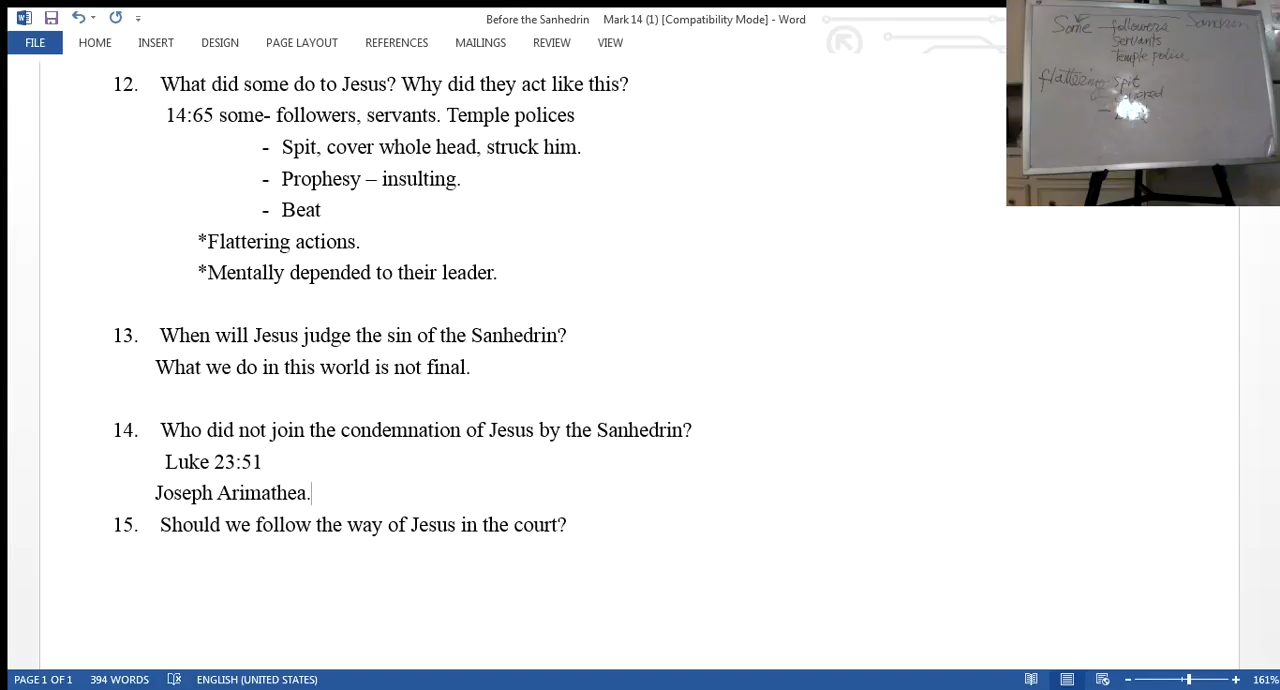 Before the Sanhedrin Mark 14 (1) [Compatibility Mode] - Word
FILE HOME INSERT DESIGN PAGE LAYOUT REFERENCES MAILINGS REVIEW VIEW
12. What did some do to Jesus? Why did they act like this?
14:65 some- followers, servants. Temple polices
- Spit, cover whole head, struck him.
- Prophesy – insulting.
- Beat
*Flattering actions.
*Mentally depended to their leader.
13. When will Jesus judge the sin of the Sanhedrin?
What we do in this world is not final.
14. Who did not join the condemnation of Jesus by the Sanhedrin?
Luke 23:51
Joseph Arimathea.
15. Should we follow the way of Jesus in the court?
Some - followers
Servants
Temple police
flattering - spit
PAGE 1 OF 1 394 WORDS ENGLISH (UNITED STATES) 161%